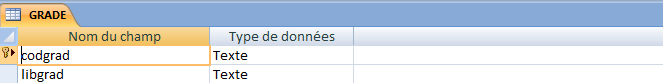 GRADE
Nom du champ Type de données
codgrad Texte
libgrad Texte